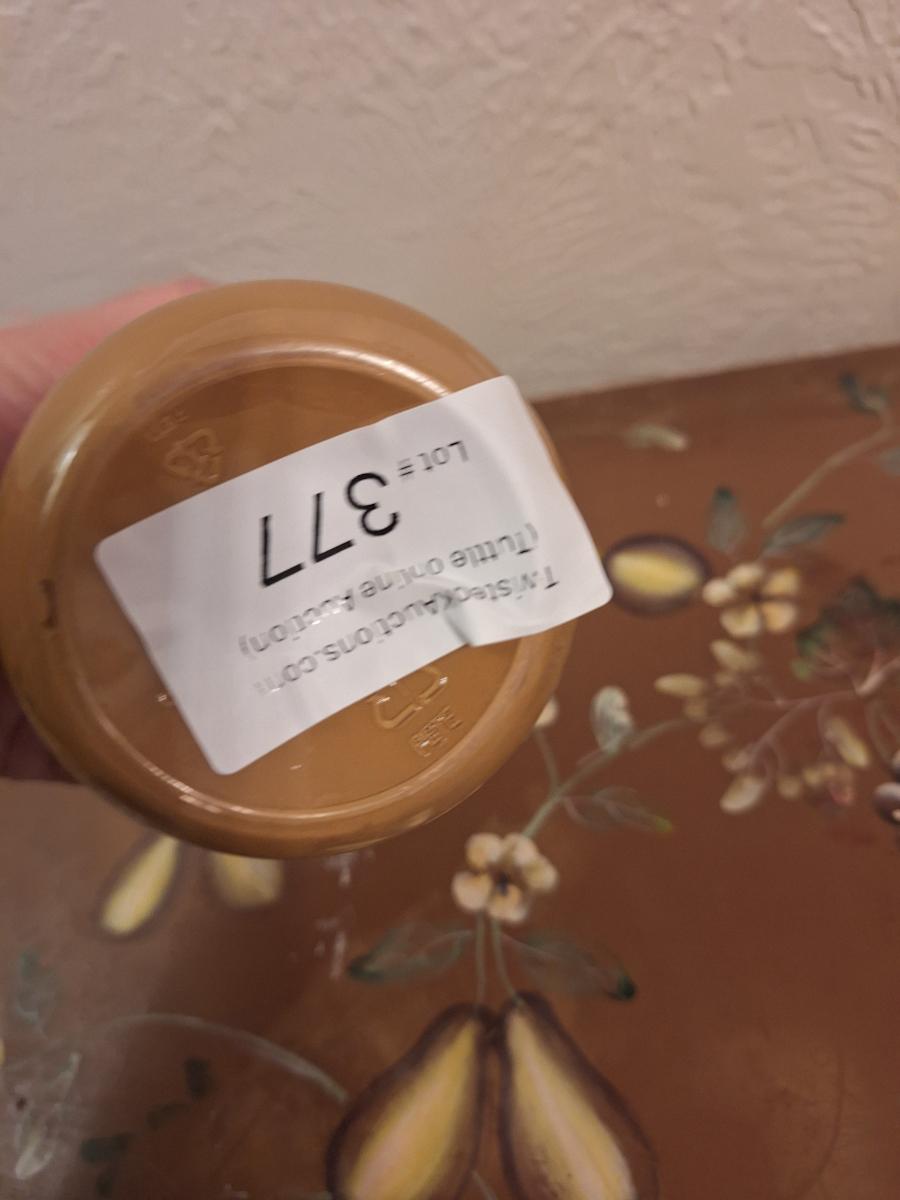 TwisteckAuctions.com
(Tuttle Online Auction)
Lot # 377